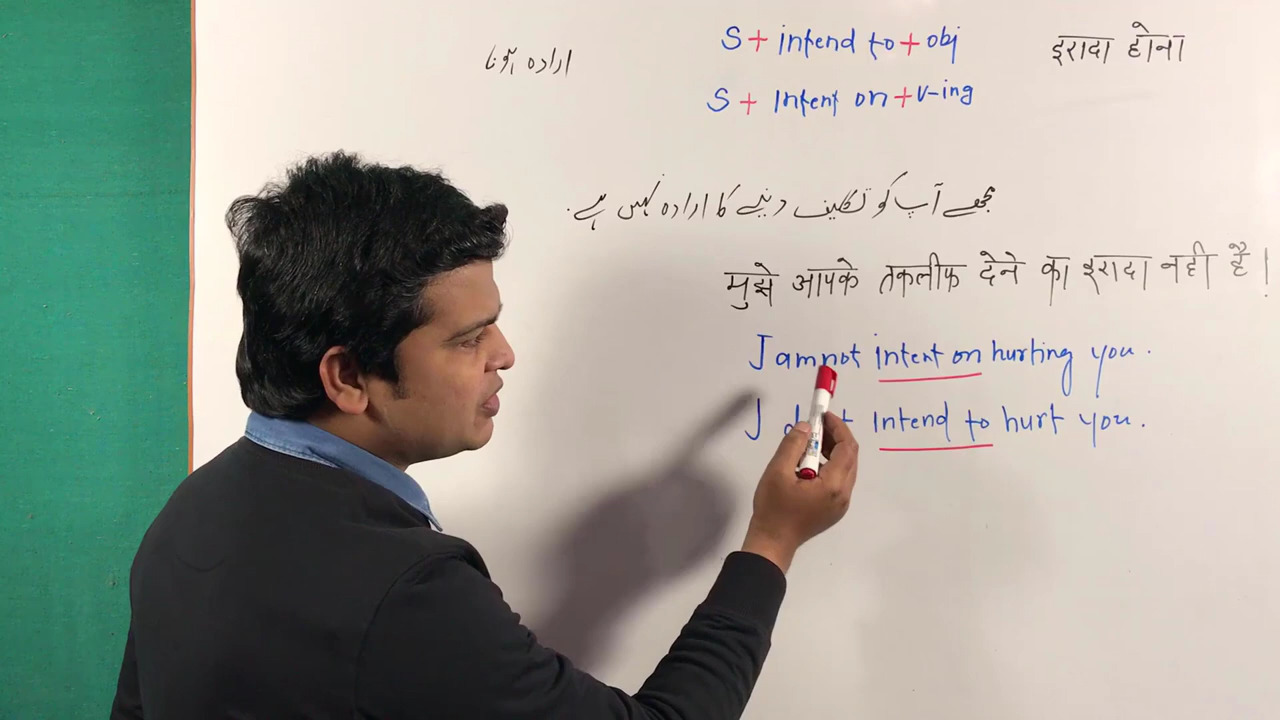 S + intend to + obj
ارادہ ہونا
इरादा होना
S + Intent on + v-ing
مجھے آپ کو تکلیف دینے کا ارادہ نہیں ہے۔
मुझे आपके तकलीफ देने का इरादा नही है।
I am not intent on hurting you.
I intend to hurt you.